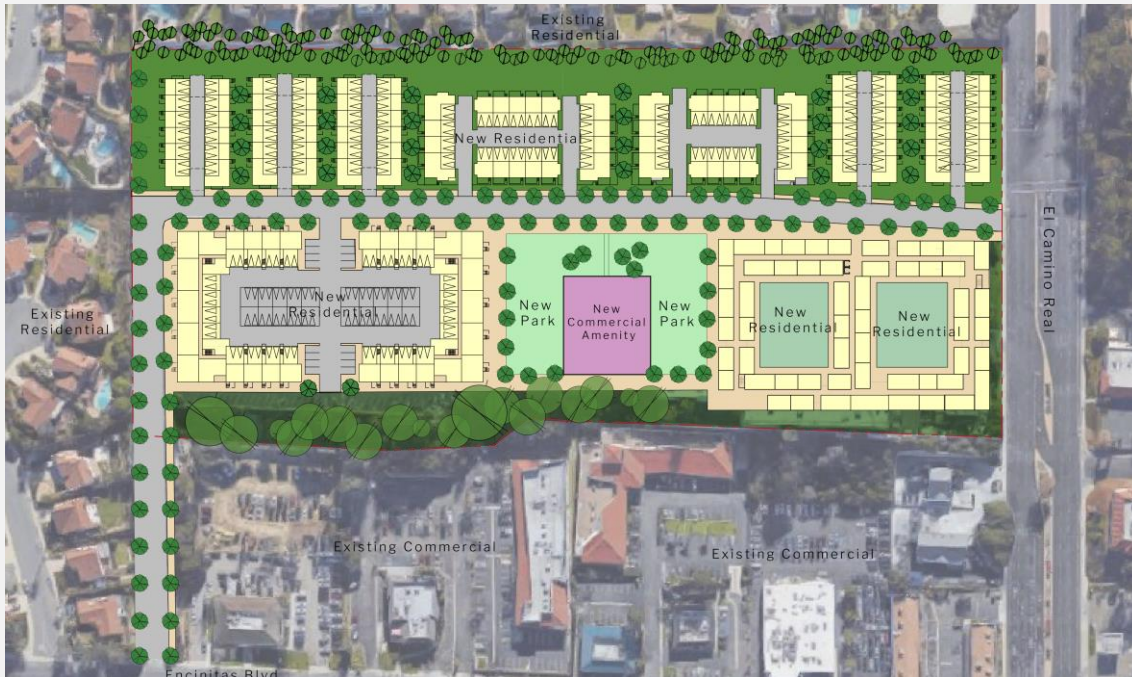 Existing
Residential
New Residential
El Camino Real
Existing
Residential
New
Residential
New
Park
New
Commercial
Amenity
New
Park
New
Residential
New
Residential
Existing Commercial
Existing Commercial
Encinitas Blvd